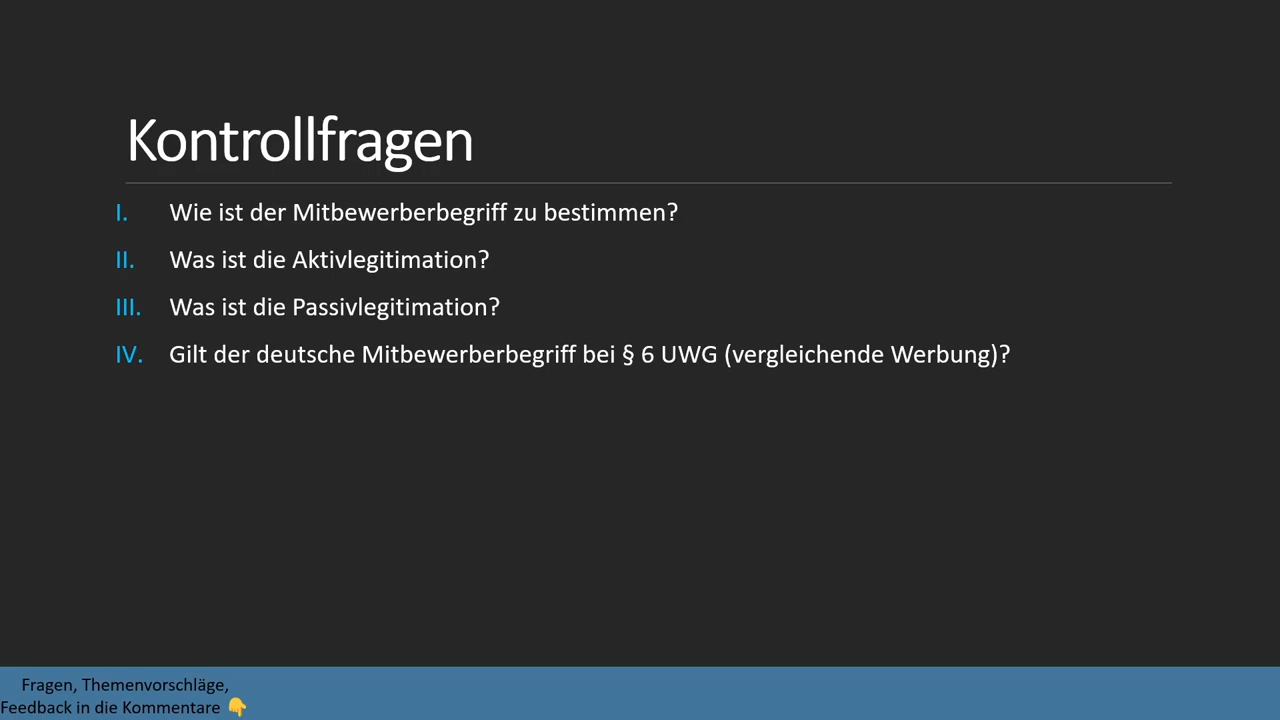 Kontrollfragen
I. Wie ist der Mitbewerberbegriff zu bestimmen?
II. Was ist die Aktivlegitimation?
III. Was ist die Passivlegitimation?
IV. Gilt der deutsche Mitbewerberbegriff bei § 6 UWG (vergleichende Werbung)?
Fragen, Themenvorschläge,
Feedback in die Kommentare 👇